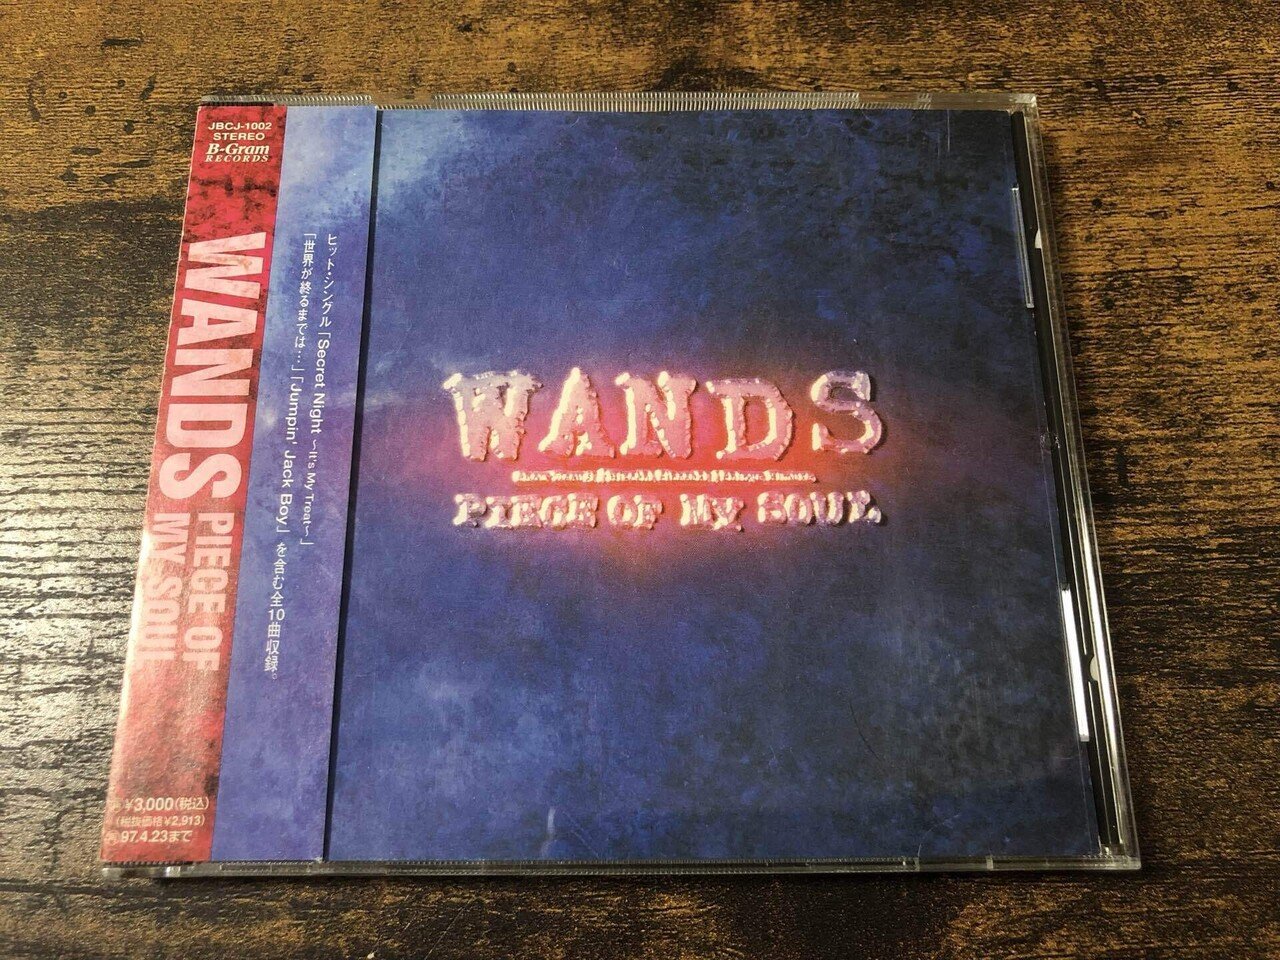 JBCJ-1002
STEREO
B-Gram
RECORDS
WANDS PIECE OF
MY SOUL
ヒット・シングル「Secret Night 〜It's My Treat〜」
「世界が終るまでは…」「Jumpin' Jack Boy」を含む全10曲収録。
¥3,000(税込)
(税抜価格¥2,913)
97.4.23まで
WANDS
PIECE OF MY SOUL